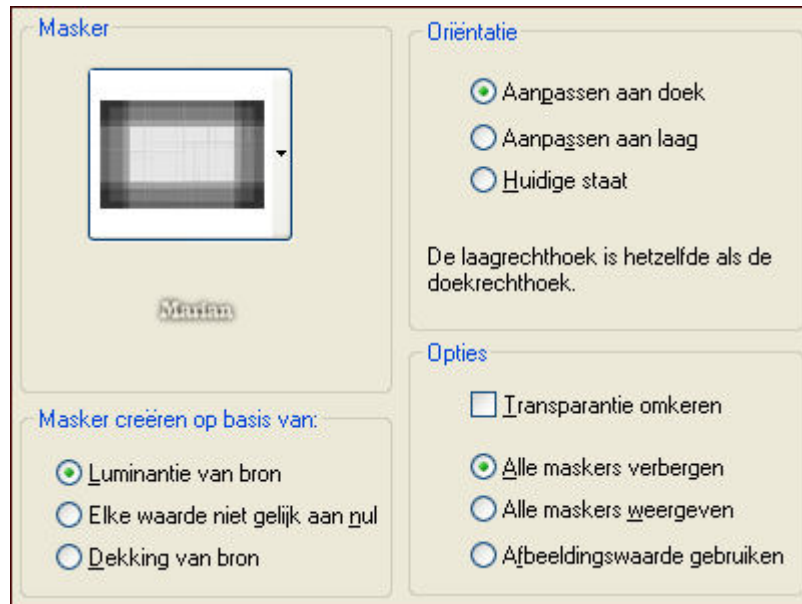 Masker
Marian
Masker creëren op basis van:
Luminantie van bron
Elke waarde niet gelijk aan nul
Dekking van bron
Oriëntatie
Aanpassen aan doek
Aanpassen aan laag
Huidige staat
De laagrechthoek is hetzelfde als de
doekrechthoek.
Opties
Transparantie omkeren
Alle maskers verbergen
Alle maskers weergeven
Afbeeldingswaarde gebruiken